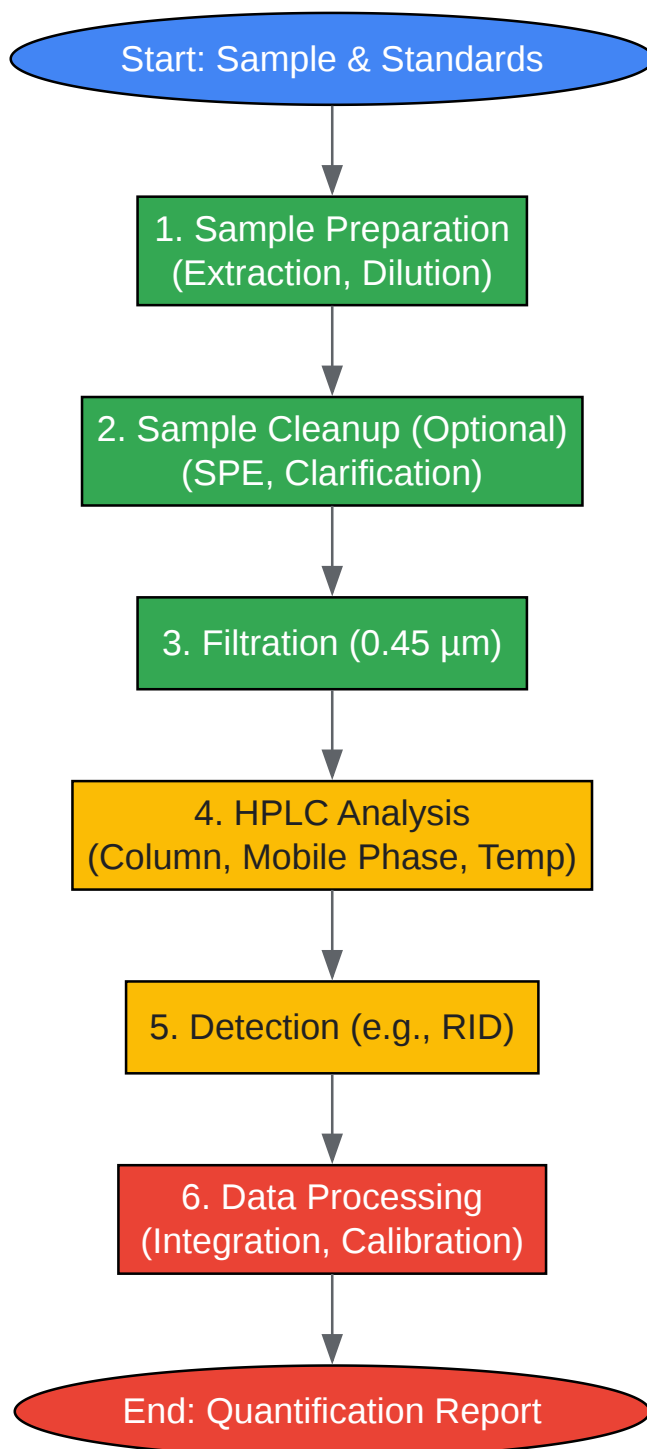 Start: Sample & Standards
1. Sample Preparation
(Extraction, Dilution)
2. Sample Cleanup (Optional)
(SPE, Clarification)
3. Filtration (0.45 µm)
4. HPLC Analysis
(Column, Mobile Phase, Temp)
5. Detection (e.g., RID)
6. Data Processing
(Integration, Calibration)
End: Quantification Report